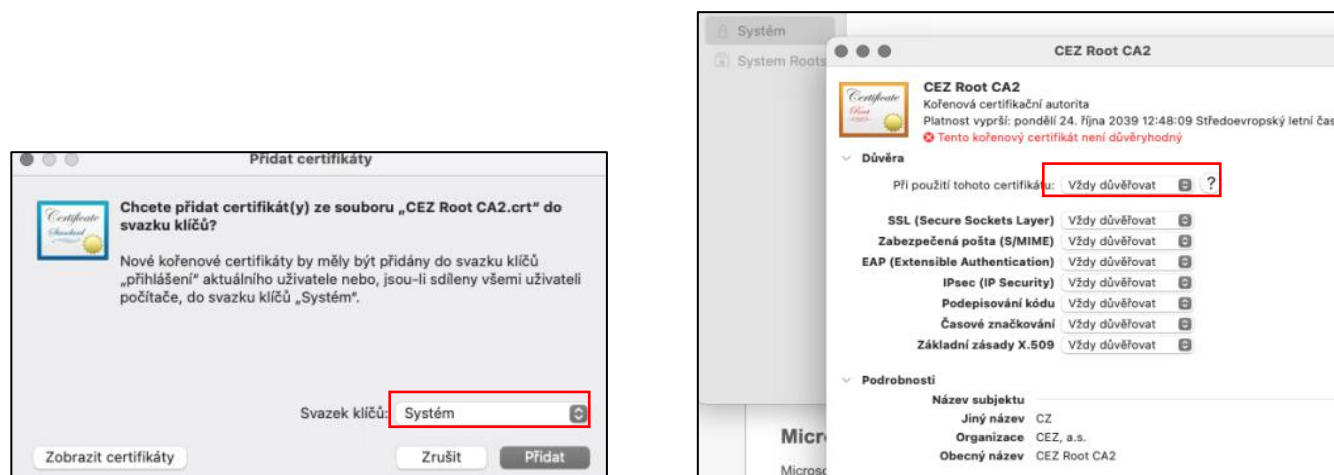 Přidat certifikáty
Chcete přidat certifikát(y) ze souboru „CEZ Root CA2.crt“ do
svazku klíčů?
Nové kořenové certifikáty by měly být přidány do svazku klíčů
„přihlášení“ aktuálního uživatele nebo, jsou-li sdíleny všemi uživateli
počítače, do svazku klíčů „Systém“.
Svazek klíčů: Systém
Zobrazit certifikáty Zrušit Přidat
Systém
System Roots
CEZ Root CA2
CEZ Root CA2
Kořenová certifikační autorita
Platnost vyprší: pondělí 24. října 2039 12:48:09 Středoevropský letní čas
Tento kořenový certifikát není důvěryhodný
Důvěra
Při použití tohoto certifikátu: Vždy důvěřovat ?
SSL (Secure Sockets Layer) Vždy důvěřovat
Zabezpečená pošta (S/MIME) Vždy důvěřovat
EAP (Extensible Authentication) Vždy důvěřovat
IPsec (IP Security) Vždy důvěřovat
Podepisování kódu Vždy důvěřovat
Časové značkování Vždy důvěřovat
Základní zásady X.509 Vždy důvěřovat
Podrobnosti
Název subjektu
Jiný název CZ
Organizace CEZ, a.s.
Obecný název CEZ Root CA2